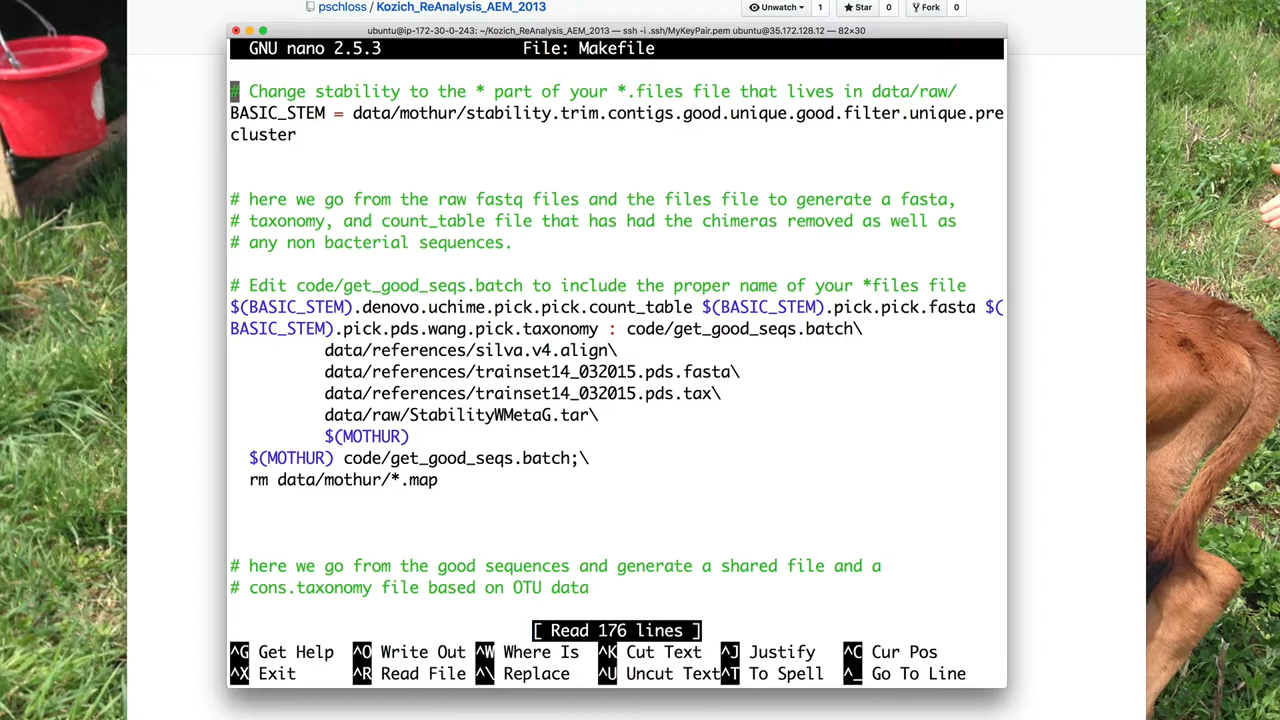 pschloss / Kozich_ReAnalysis_AEM_2013
Unwatch 1 Star 0 Fork 0
ubuntu@ip-172-30-0-243: ~/Kozich_ReAnalysis_AEM_2013 — ssh -i .ssh/MyKeyPair.pem ubuntu@35.172.128.12 — 82×30
GNU nano 2.5.3 File: Makefile
# Change stability to the * part of your *.files file that lives in data/raw/
BASIC_STEM = data/mothur/stability.trim.contigs.good.unique.good.filter.unique.pre
cluster
# here we go from the raw fastq files and the files file to generate a fasta,
# taxonomy, and count_table file that has had the chimeras removed as well as
# any non bacterial sequences.
# Edit code/get_good_seqs.batch to include the proper name of your *files file
$(BASIC_STEM).denovo.uchime.pick.pick.count_table $(BASIC_STEM).pick.pick.fasta $(
BASIC_STEM).pick.pds.wang.pick.taxonomy : code/get_good_seqs.batch\
data/references/silva.v4.align\
data/references/trainset14_032015.pds.fasta\
data/references/trainset14_032015.pds.tax\
data/raw/StabilityWMetaG.tar\
$(MOTHUR)
$(MOTHUR) code/get_good_seqs.batch;\
rm data/mothur/*.map
# here we go from the good sequences and generate a shared file and a
# cons.taxonomy file based on OTU data
[ Read 176 lines ]
^G Get Help ^O Write Out ^W Where Is ^K Cut Text ^J Justify ^C Cur Pos
^X Exit ^R Read File ^\ Replace ^U Uncut Text ^T To Spell ^_ Go To Line